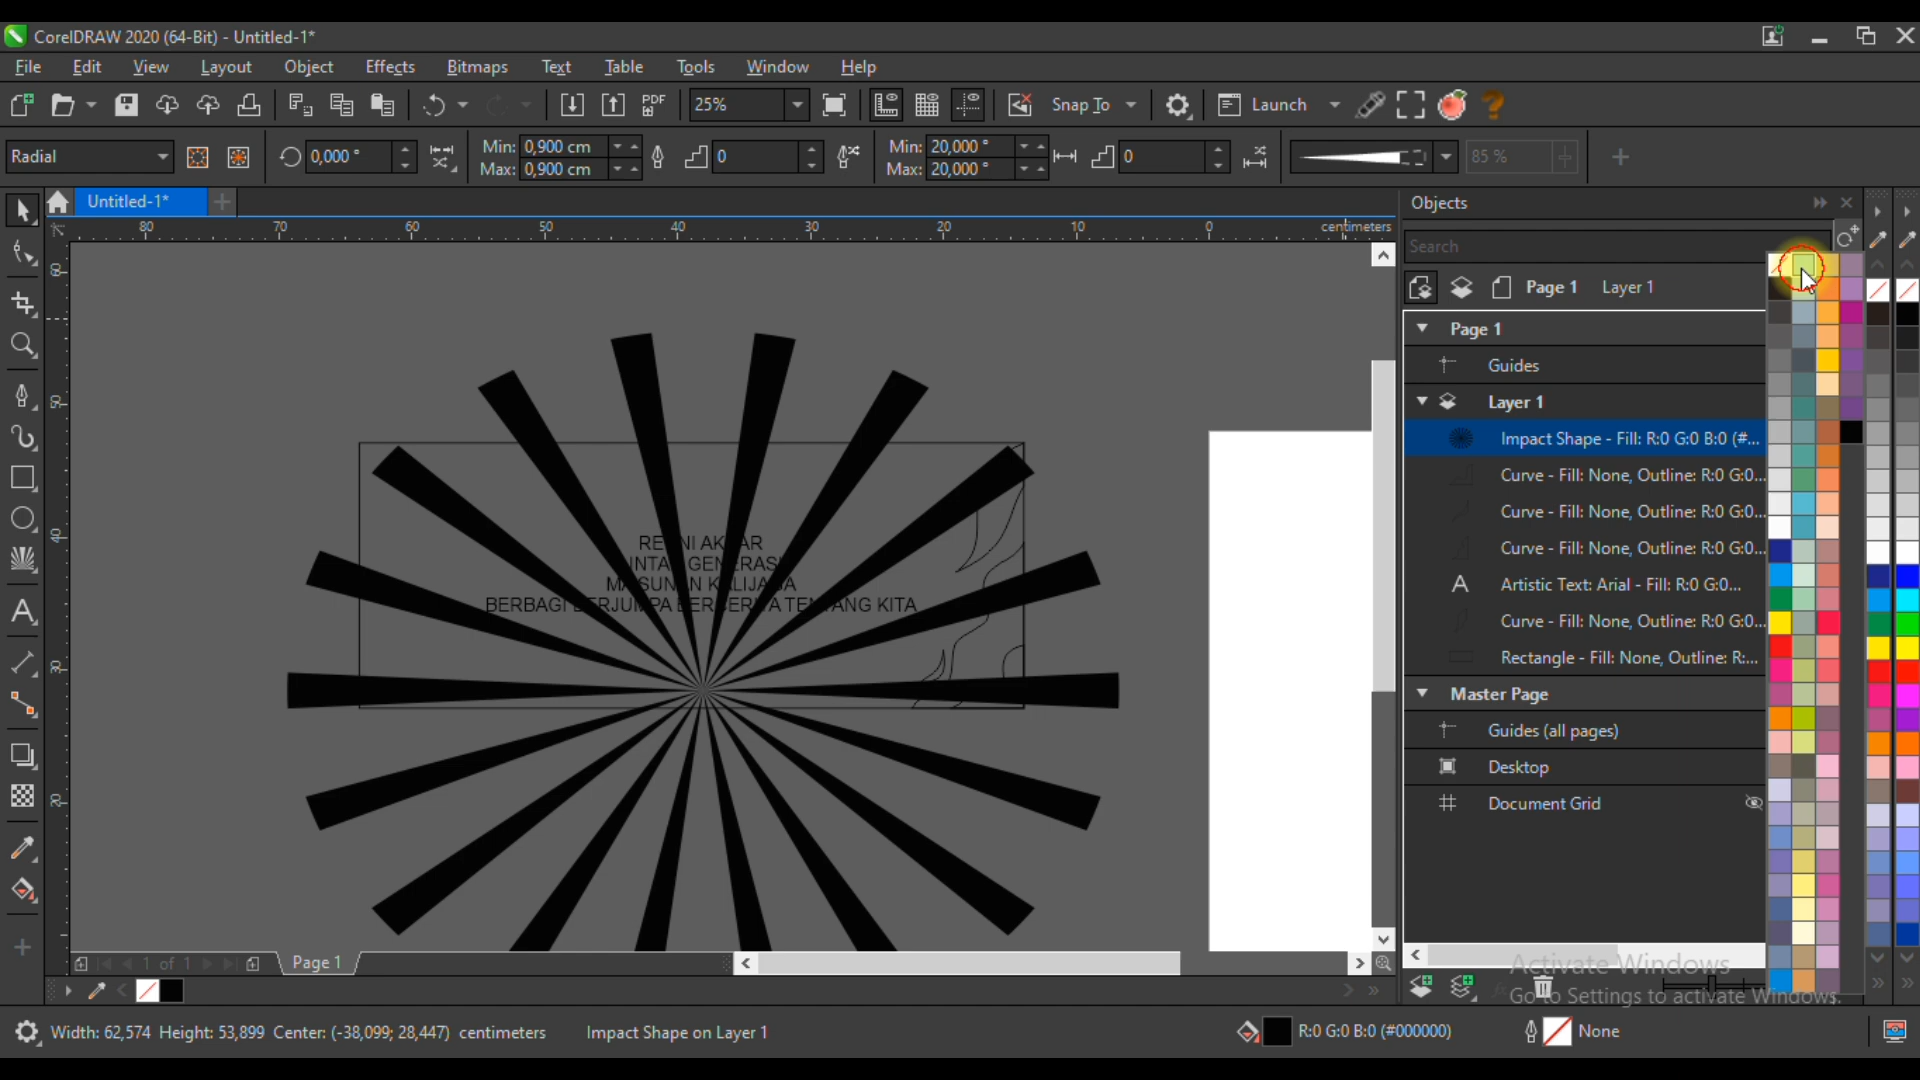 CorelDRAW 2020 (64-Bit) - Untitled-1*
File Edit View Layout Object Effects Bitmaps Text Table Tools Window Help
PDF 25% Snap To Launch
Radial 0,000 ° Min: 0,900 cm 0 Min: 20,000 ° 0 85 %
Max: 0,900 cm Max: 20,000 °
Untitled-1*
80 70 60 50 40 30 20 10 0 centimeters
60
50
40
30
20
Objects
Search
Page 1 Layer 1
Page 1
Guides
Layer 1
Impact Shape - Fill: R:0 G:0 B:0 (#...
Curve - Fill: None, Outline: R:0 G:0...
Curve - Fill: None, Outline: R:0 G:0...
Curve - Fill: None, Outline: R:0 G:0...
A Artistic Text: Arial - Fill: R:0 G:0...
Curve - Fill: None, Outline: R:0 G:0...
Rectangle - Fill: None, Outline: R:...
Master Page
Guides (all pages)
Desktop
Document Grid
BERBAGI
KITA
1 of 1 Page 1
Activate Windows
Go to Settings to activate Windows.
Width: 62,574 Height: 53,899 Center: (-38,099; 28,447) centimeters Impact Shape on Layer 1 R:0 G:0 B:0 (#000000) None